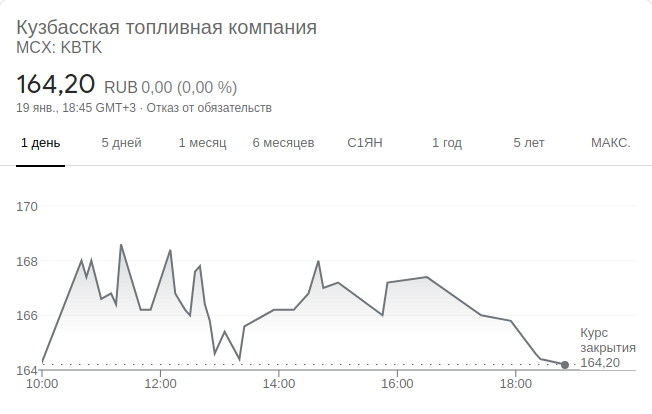 Кузбасская топливная компания
MCX: KBTK
164,20 RUB 0,00 (0,00 %)
19 янв., 18:45 GMT+3 · Отказ от обязательств
1 день 5 дней 1 месяц 6 месяцев С1ЯН 1 год 5 лет МАКС.
170
168
166
164
Курс
закрытия
164,20
10:00 12:00 14:00 16:00 18:00